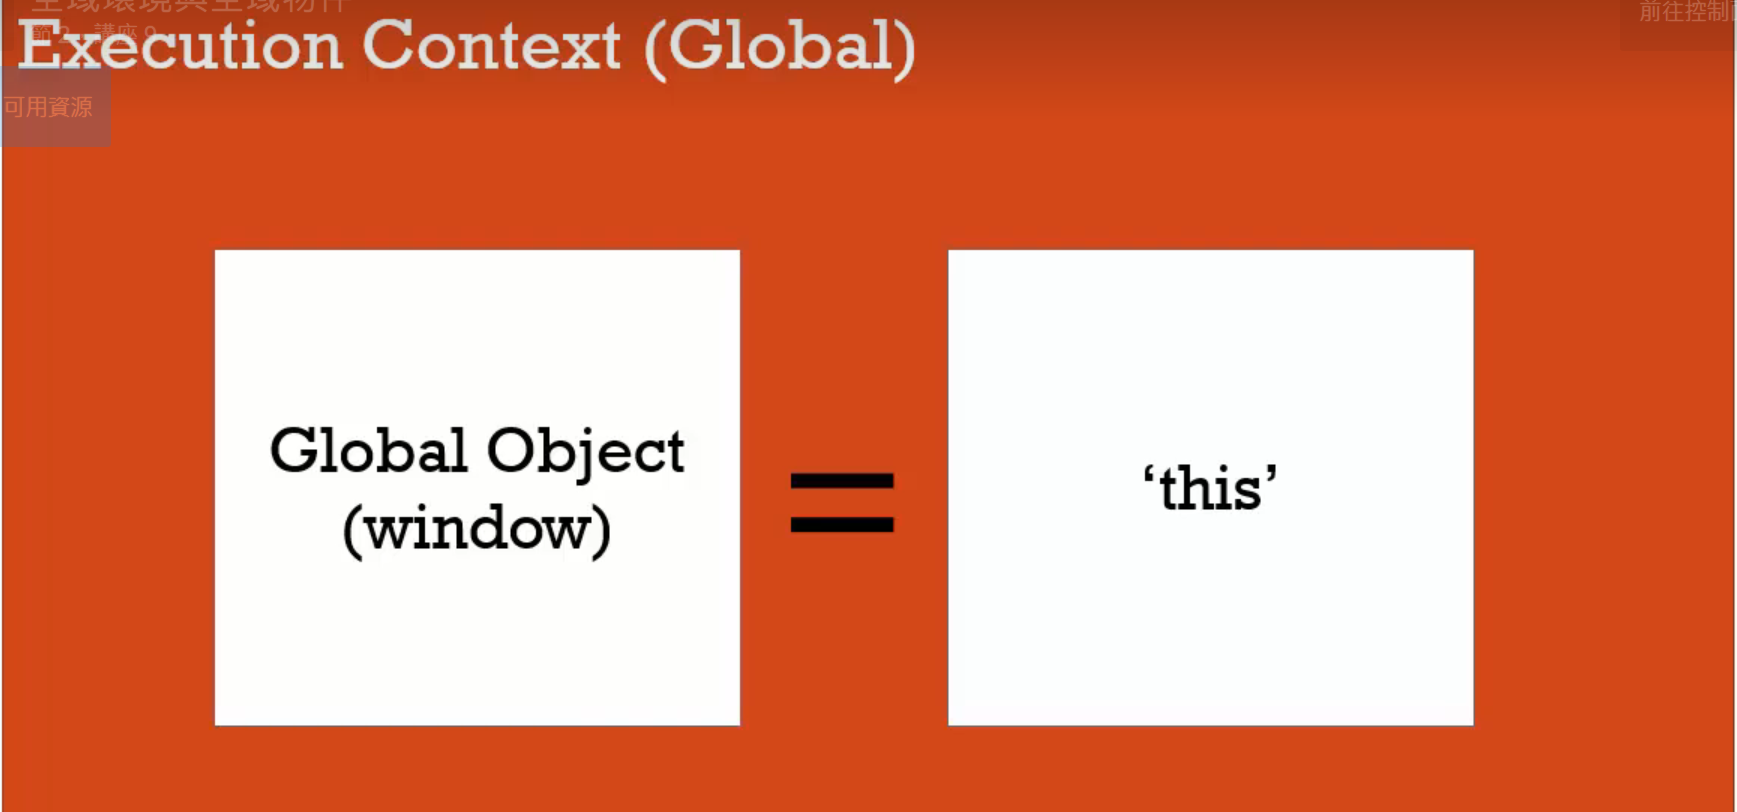 全域環境與全域物件
節 2，講座 9
前往控制
Execution Context (Global)
可用資源
Global Object
(window)
=
‘this’